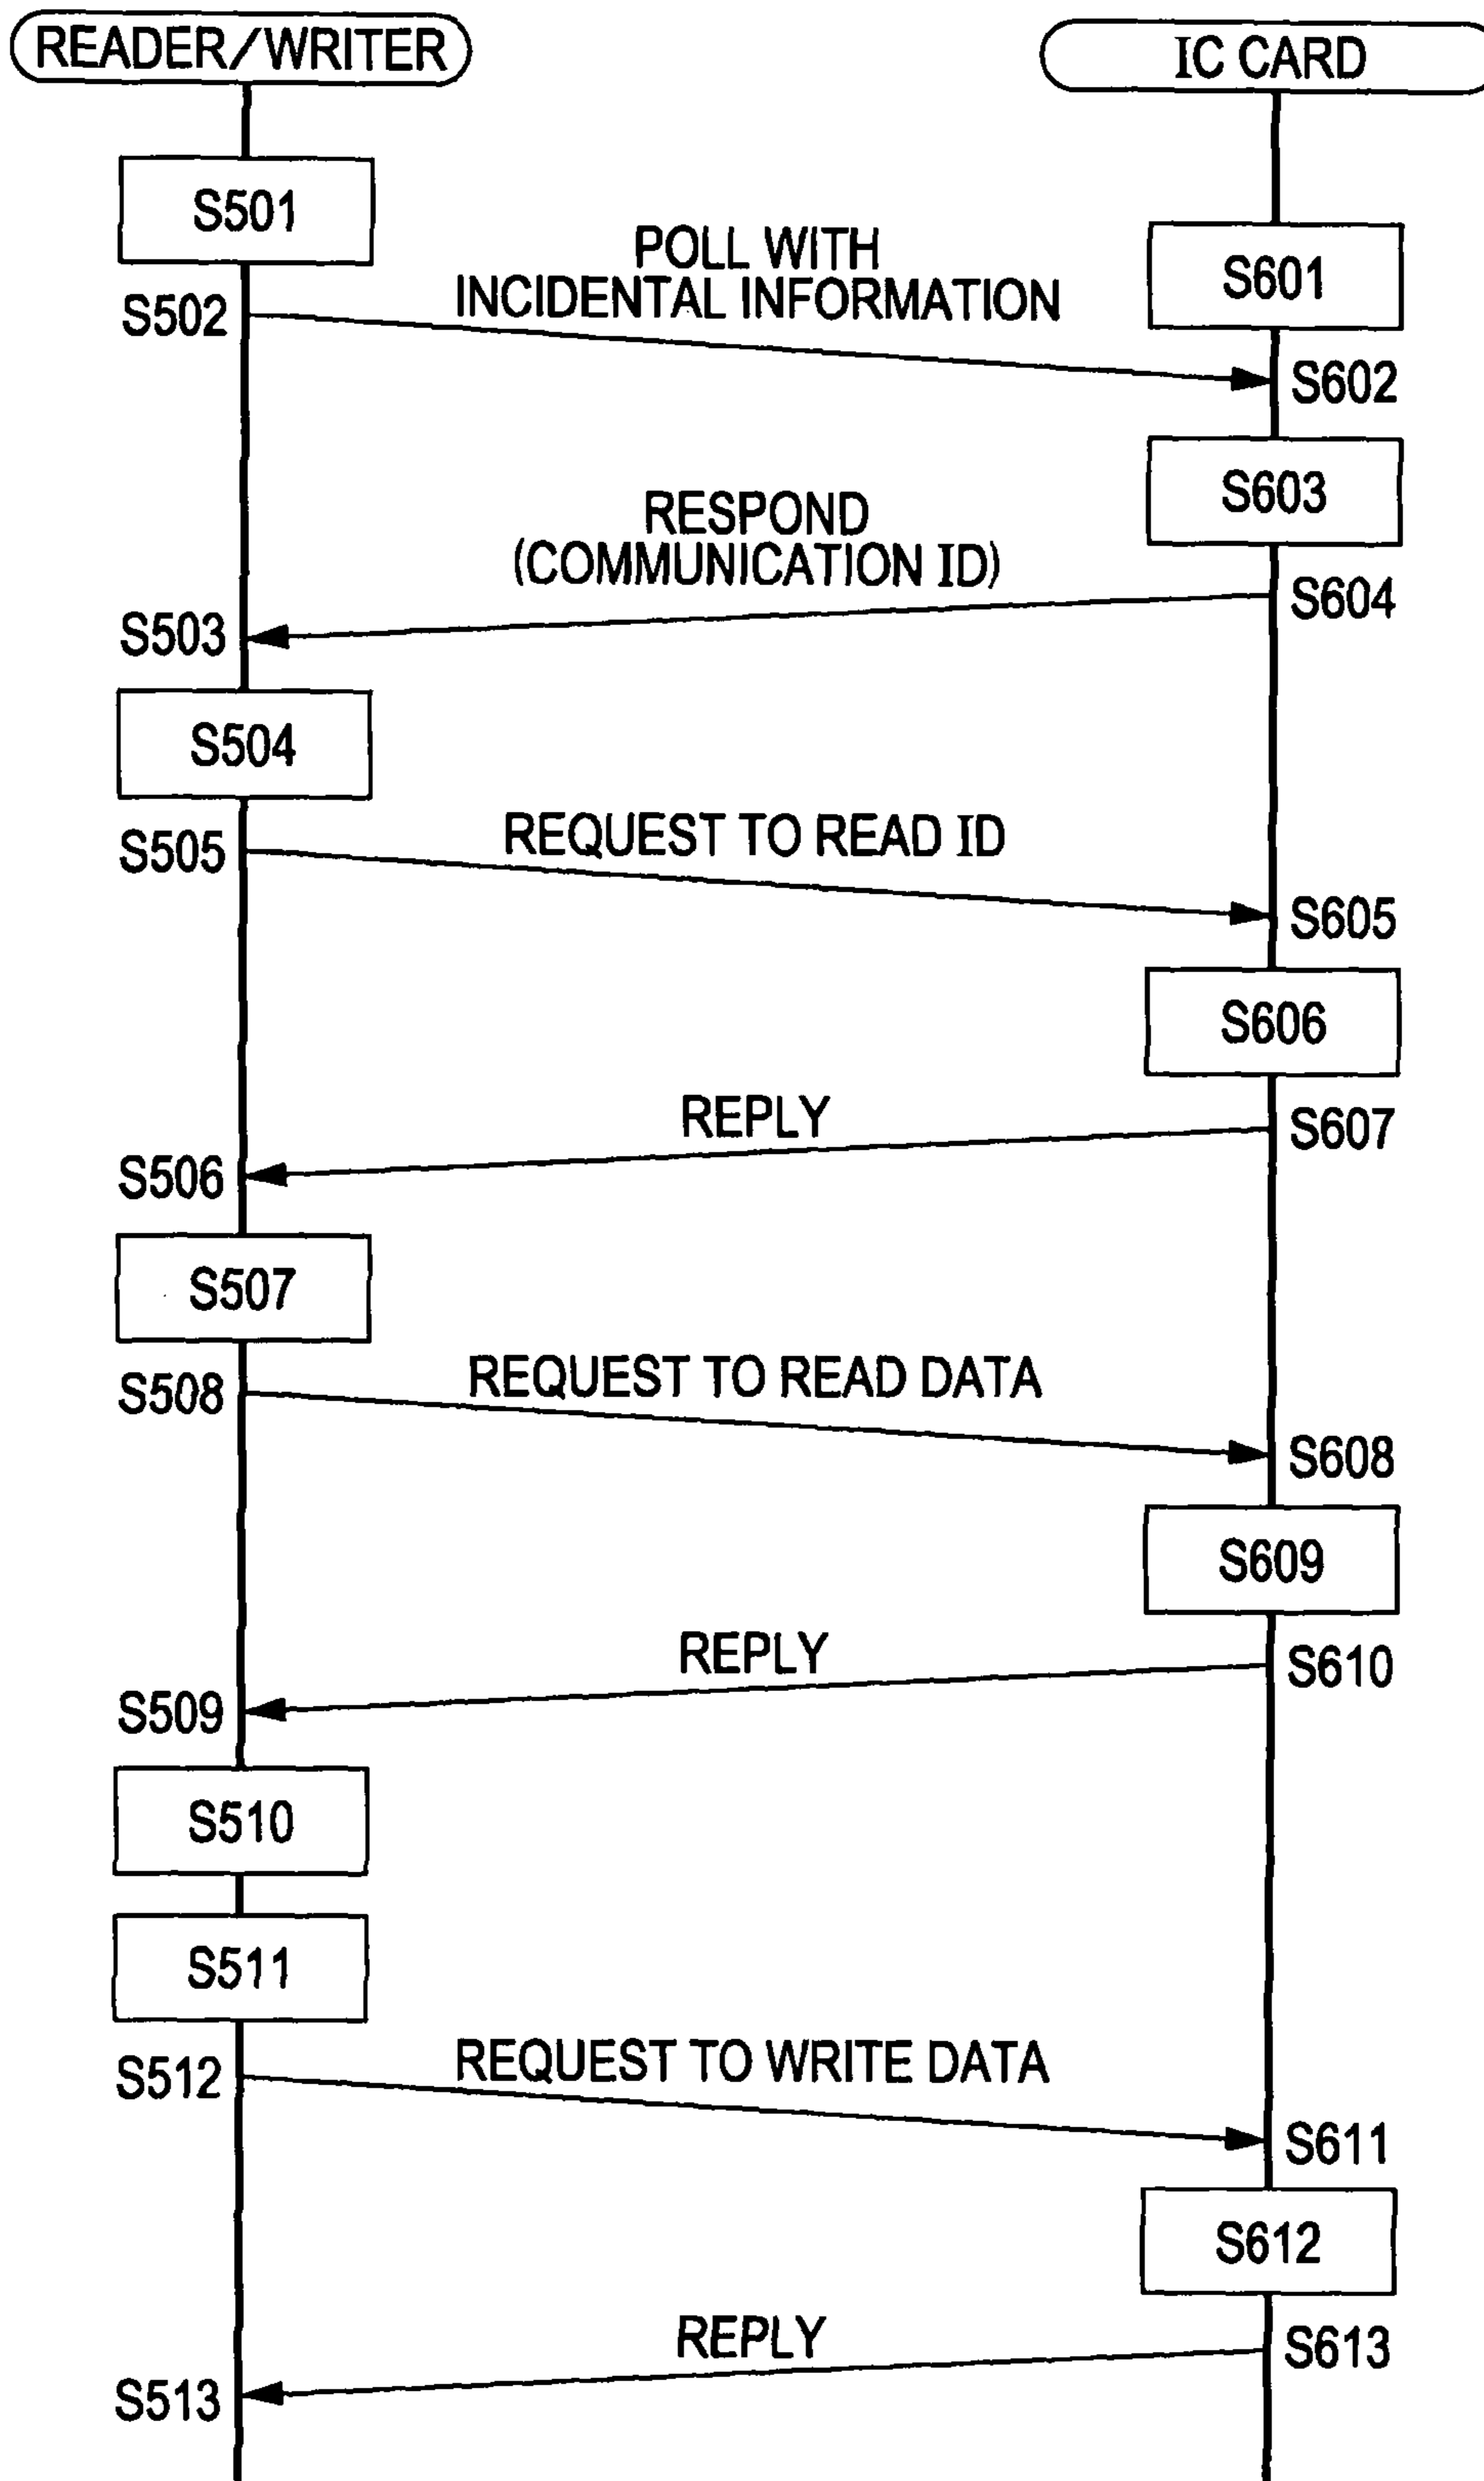 READER/WRITER
IC CARD
S501
POLL WITH
INCIDENTAL INFORMATION
S601
S502
S602
S603
RESPOND
(COMMUNICATION ID)
S604
S503
S504
REQUEST TO READ ID
S505
S605
S606
REPLY
S607
S506
S507
REQUEST TO READ DATA
S508
S608
S609
REPLY
S610
S509
S510
S511
REQUEST TO WRITE DATA
S512
S611
S612
REPLY
S613
S513